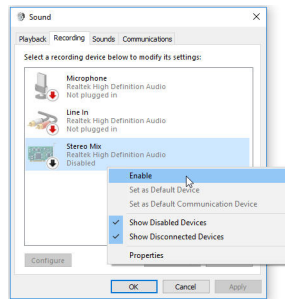 Sound
Playback Recording Sounds Communications
Select a recording device below to modify its settings:
Microphone
Realtek High Definition Audio
Not plugged in
Line In
Realtek High Definition Audio
Not plugged in
Stereo Mix
Realtek High Definition Audio
Disabled
Enable
Set as Default Device
Set as Default Communication Device
Show Disabled Devices
Show Disconnected Devices
Properties
Configure
OK Cancel Apply